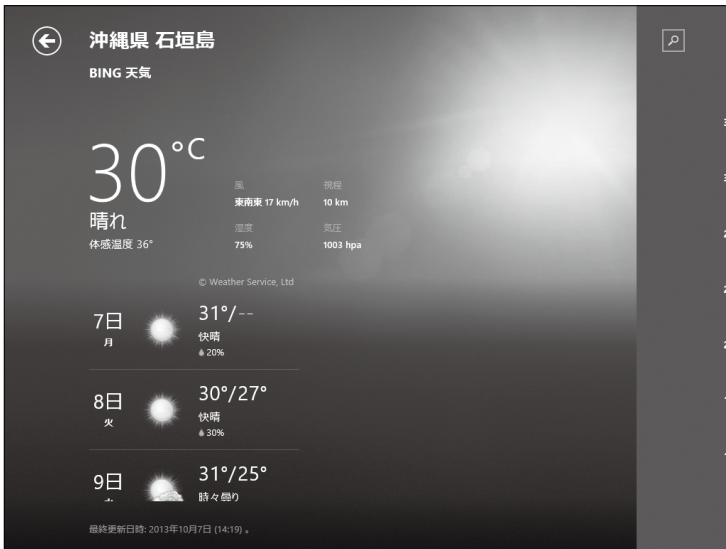 沖縄県 石垣島
BING 天気
30°C
晴れ
体感温度 36°
風
東南東 17 km/h
視程
10 km
湿度
75%
気圧
1003 hpa
© Weather Service, Ltd
7日
月
31°/--
快晴
20%
8日
火
30°/27°
快晴
30%
9日
31°/25°
時々曇り
最終更新日時: 2013年10月7日 (14:19) 。